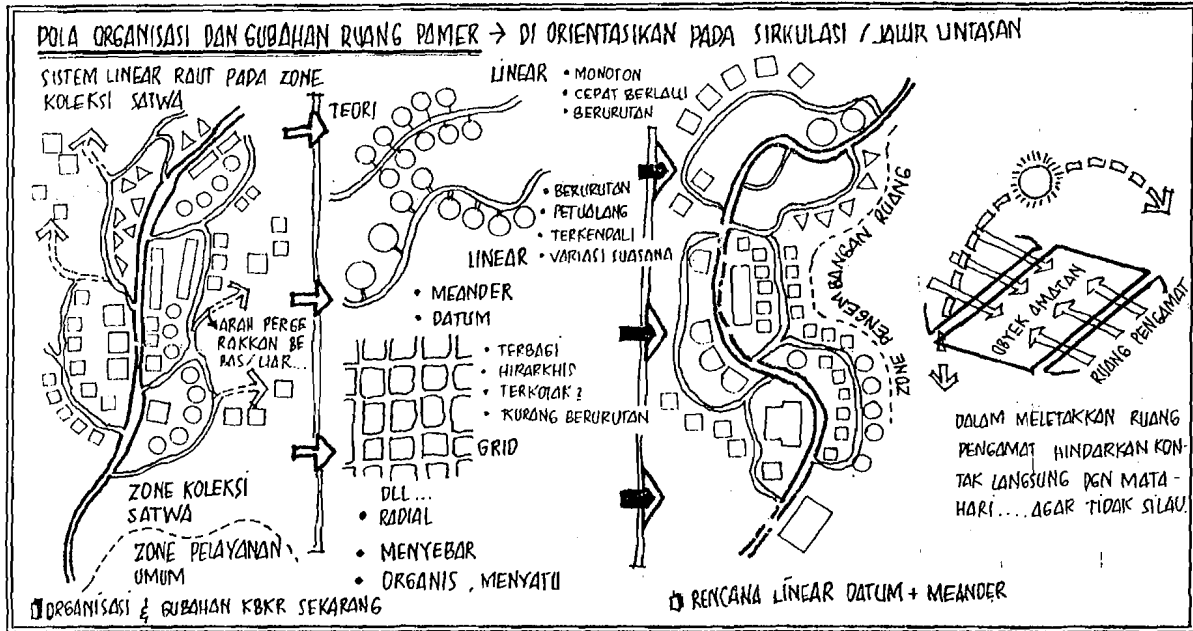 POLA ORGANISASI DAN GUBAHAN RUANG PAMER → DI ORIENTASIKAN PADA SIRKULASI / JALUR LINTASAN
SISTEM LINEAR RAUT PADA ZONE
KOLEKSI SATWA
ARAH PERGE
RAKKAN BE
BAS/LIAR...
ZONE KOLEKSI
SATWA
ZONE PELAYANAN
UMUM
ORGANISASI & GUBAHAN KBKR SEKARANG
TEORI
LINEAR
• MONOTON
• CEPAT BERLALU
• BERURUTAN
• BERURUTAN
• PETUALANG
• TERKENDALI
LINEAR • VARIASI SUASANA
• MEANDER
• DATUM
• TERBAGI
• HIRARKHIS
• TERKOTAK 2
• KURANG BERURUTAN
GRID
DLL...
• RADIAL
• MENYEBAR
• ORGANIS, MENYATU
ZONE PENGEMBANGAN RUANG
RENCANA LINEAR DATUM + MEANDER
OBYEK AMATAN
RUANG PENGAMAT
DALAM MELETAKKAN RUANG
PENGAMAT HINDARKAN KON-
TAK LANGSUNG DGN MATA-
HARI.... AGAR TIDAK SILAU.